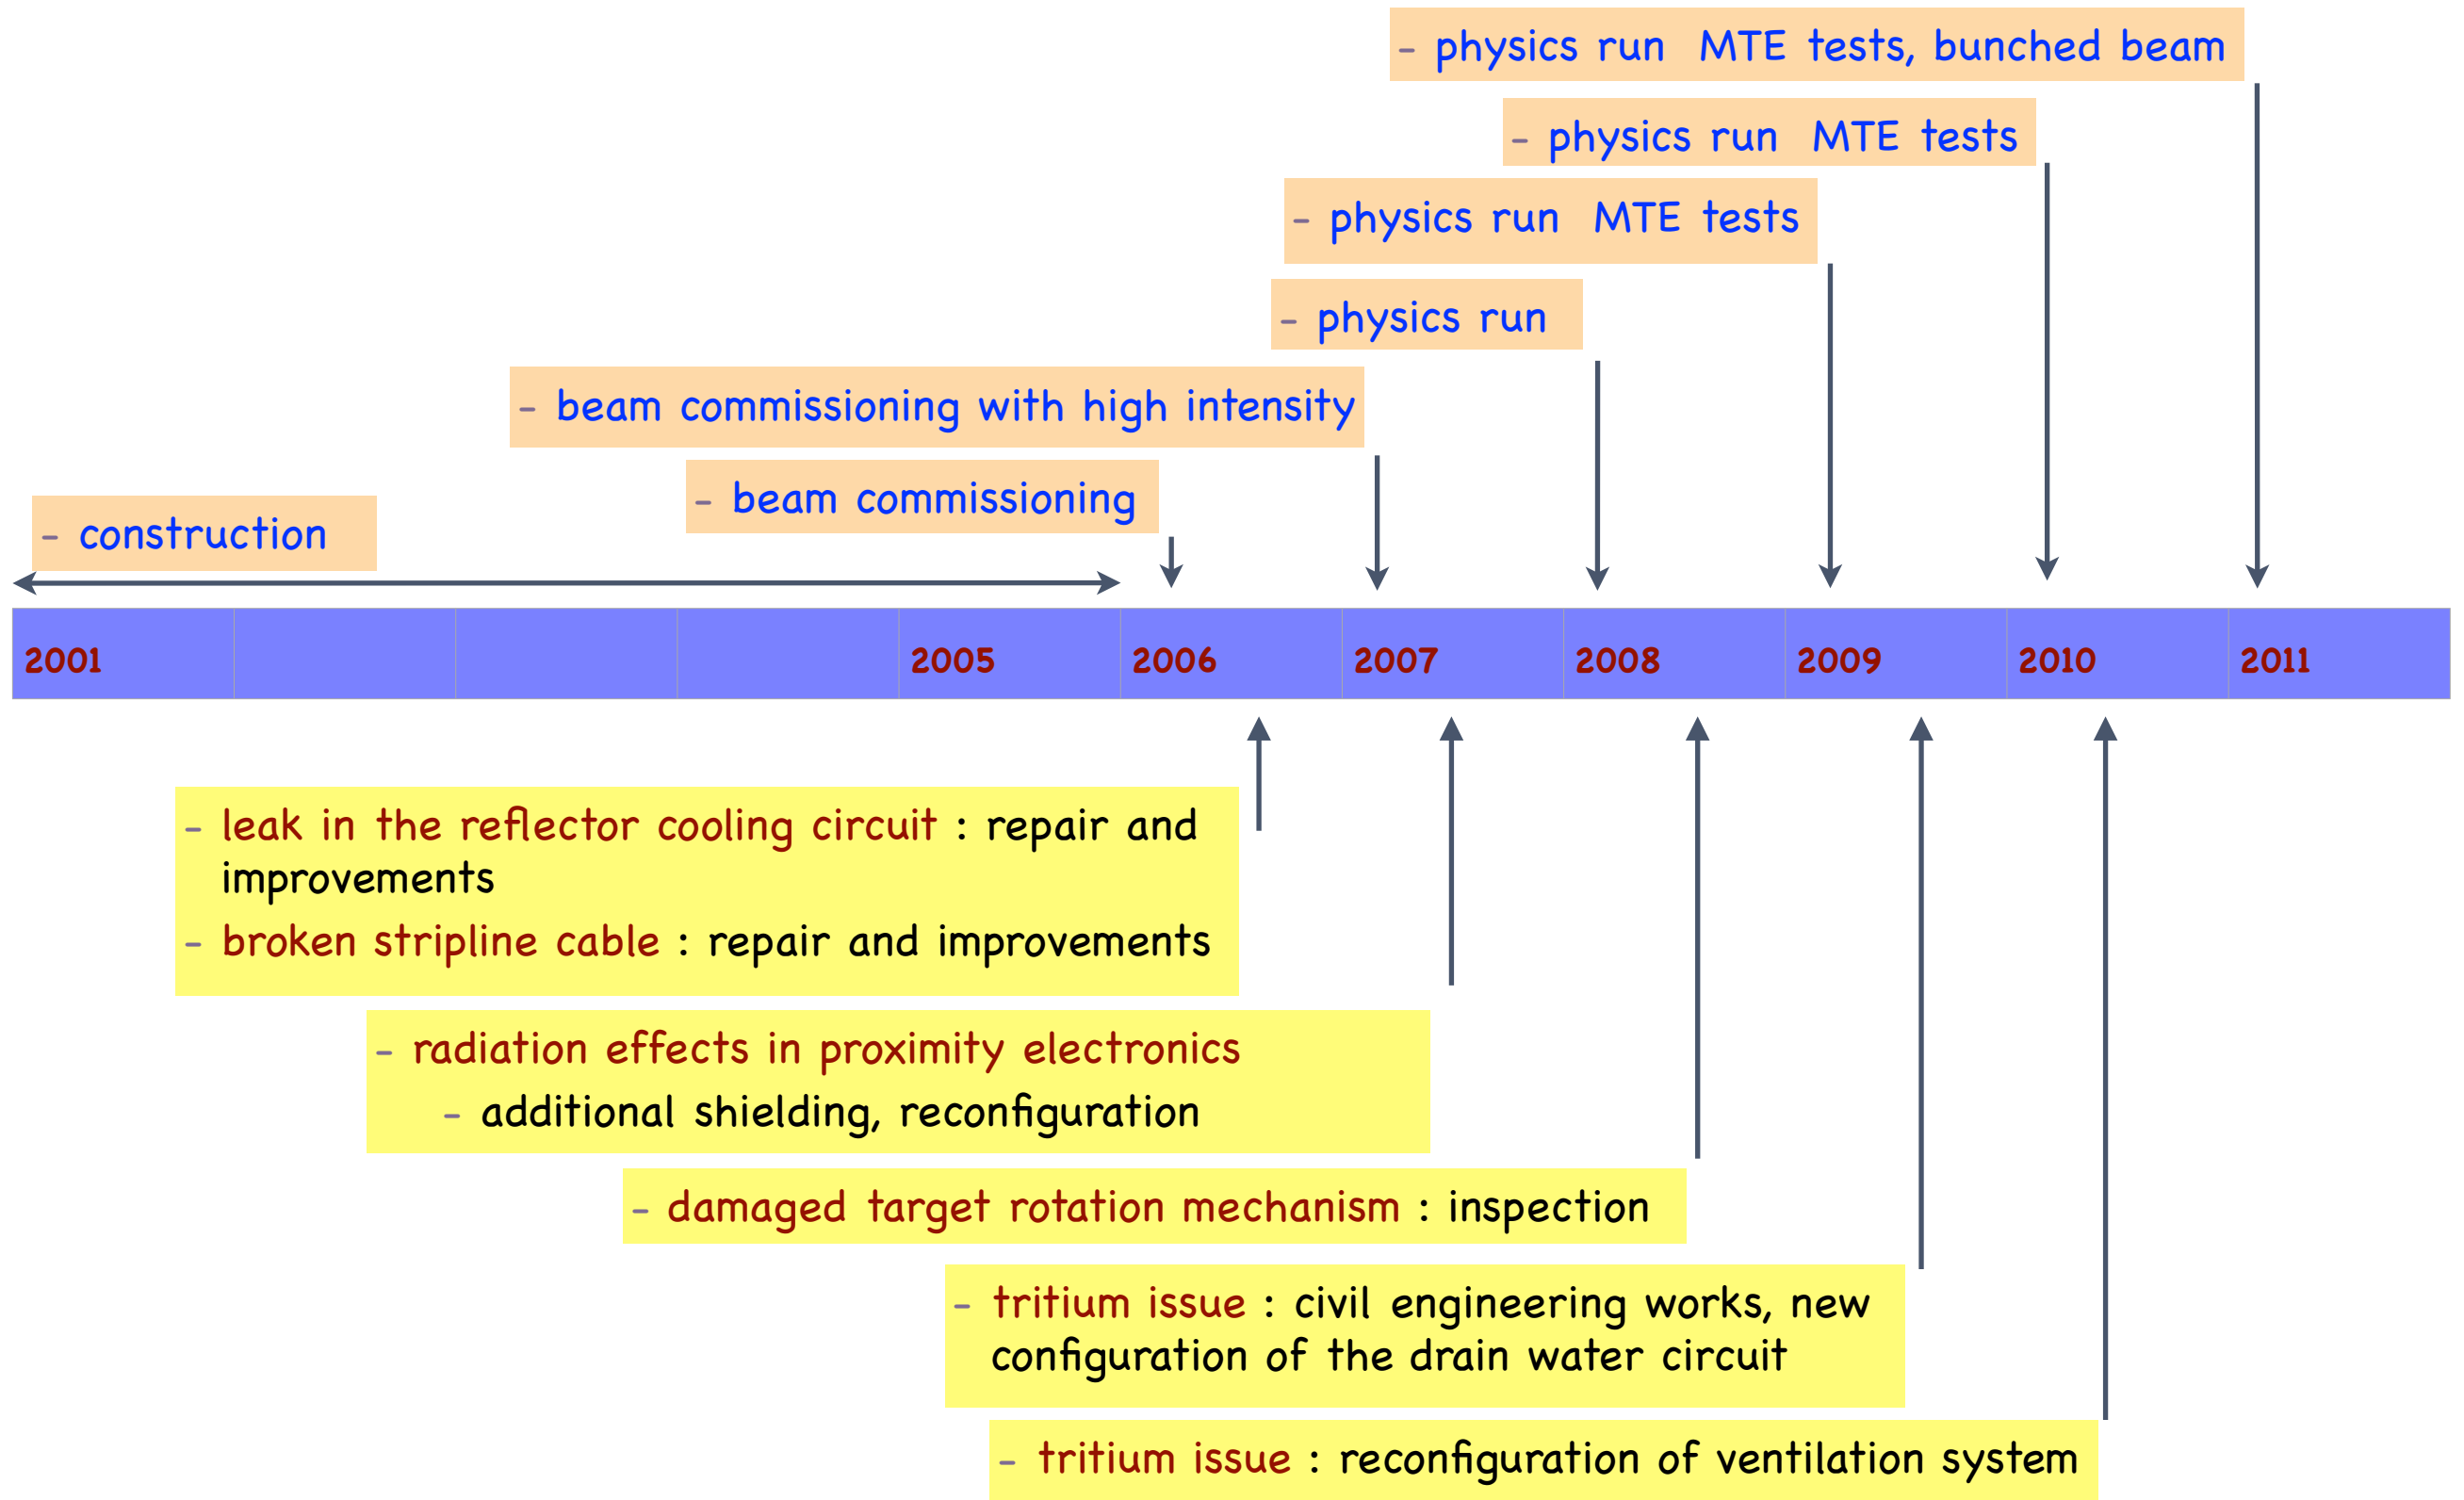 - physics run  MTE tests, bunched beam
- physics run  MTE tests
- physics run  MTE tests
- physics run
- beam commissioning with high intensity
- beam commissioning
- construction
2001 2005 2006 2007 2008 2009 2010 2011
- leak in the reflector cooling circuit : repair and
improvements
- broken stripline cable : repair and improvements
- radiation effects in proximity electronics
- additional shielding, reconfiguration
- damaged target rotation mechanism : inspection
- tritium issue : civil engineering works, new
configuration of the drain water circuit
- tritium issue : reconfiguration of ventilation system